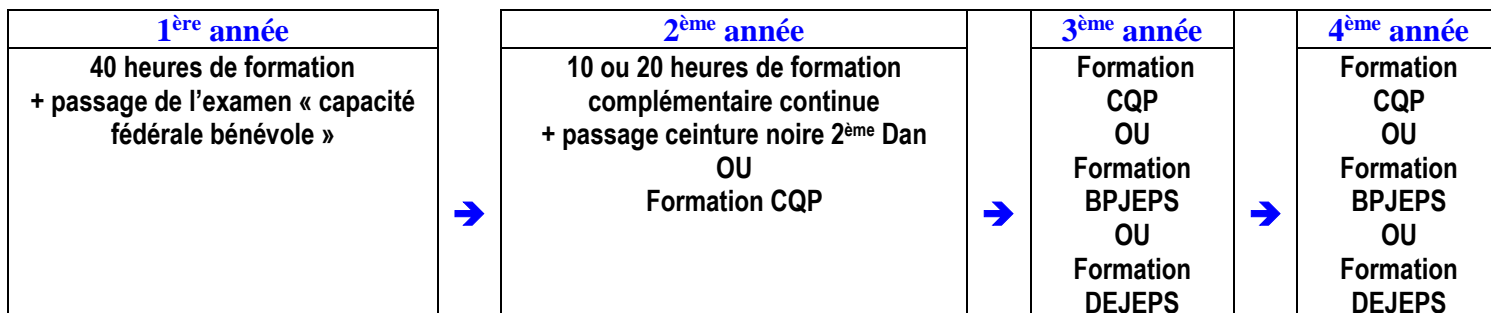 1ère année
40 heures de formation
+ passage de l’examen « capacité
fédérale bénévole »
➔
2ème année
10 ou 20 heures de formation
complémentaire continue
+ passage ceinture noire 2ème Dan
OU
Formation CQP
➔
3ème année
Formation
CQP
OU
Formation
BPJEPS
OU
Formation
DEJEPS
➔
4ème année
Formation
CQP
OU
Formation
BPJEPS
OU
Formation
DEJEPS